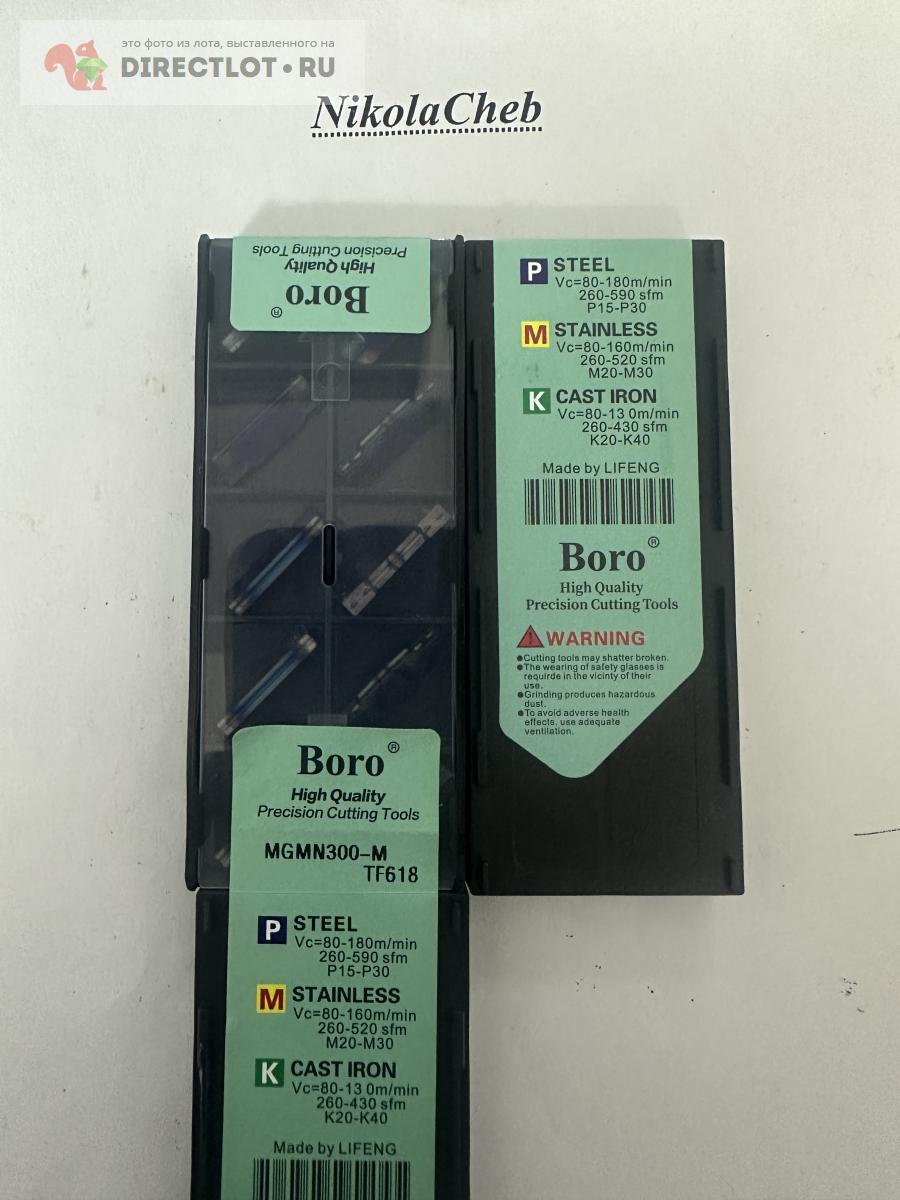 это фото из лота, выставленного на
DIRECTLOT•RU
NikolaCheb
Boro®
High Quality
Precision Cutting Tools
P STEEL
Vc=80-180m/min
260-590 sfm
P15-P30
M STAINLESS
Vc=80-160m/min
260-520 sfm
M20-M30
K CAST IRON
Vc=80-13 0m/min
260-430 sfm
K20-K40
Made by LIFENG
Boro®
High Quality
Precision Cutting Tools
WARNING
●Cutting tools may shatter broken.
●The wearing of safety glasses is
requirde in the vicinty of their
use.
●Grinding produces hazardous
dust.
●To avoid adverse health
effects, use adequate
ventilation.
Boro®
High Quality
Precision Cutting Tools
MGMN300-M
TF618
P STEEL
Vc=80-180m/min
260-590 sfm
P15-P30
M STAINLESS
Vc=80-160m/min
260-520 sfm
M20-M30
K CAST IRON
Vc=80-13 0m/min
260-430 sfm
K20-K40
Made by LIFENG